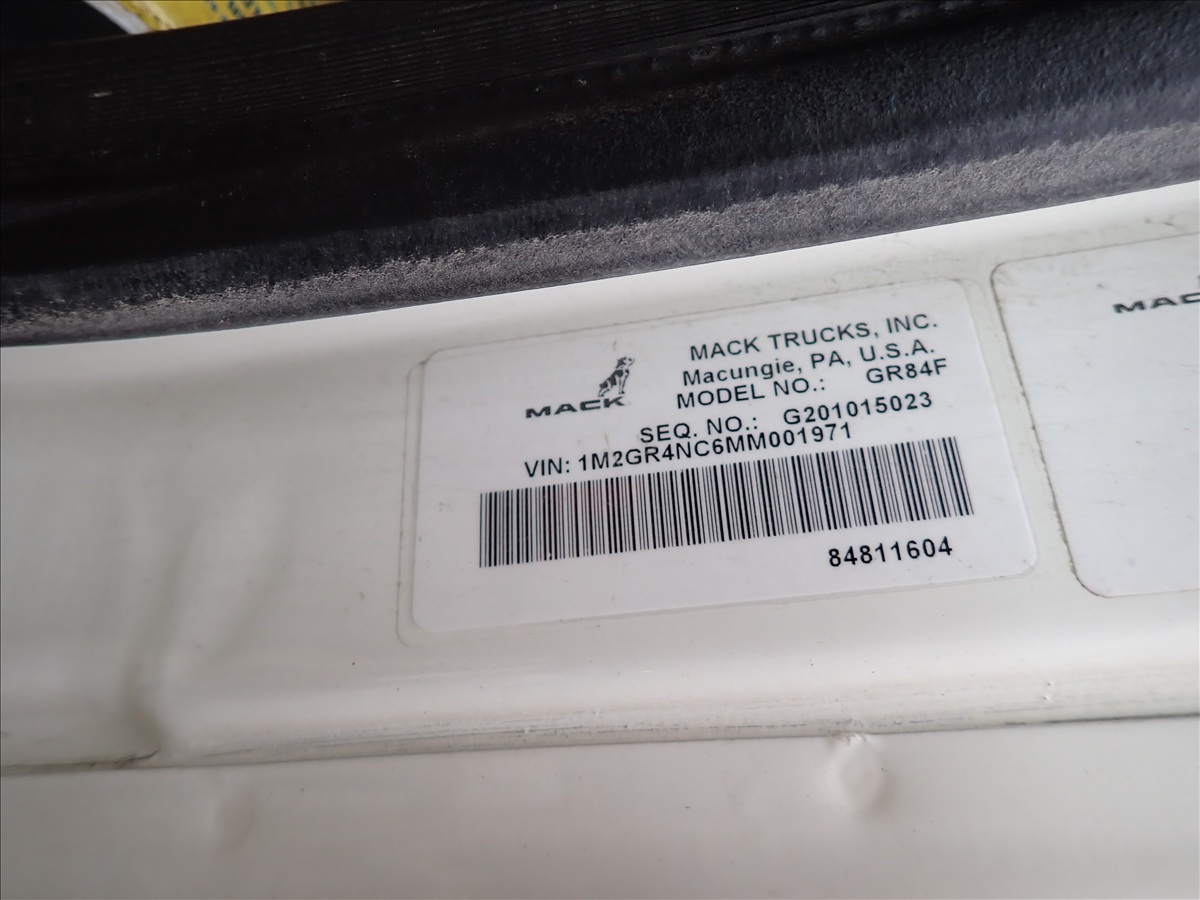 MACK
MACK TRUCKS, INC.
Macungie, PA, U.S.A.
MODEL NO.: GR84F
SEQ. NO.: G201015023
VIN: 1M2GR4NC6MM001971
84811604